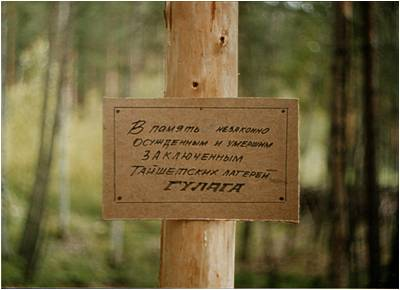 В память незаконно
осужденным и умершим
заключенным
Тайшетских лагерей
ГУЛАГА